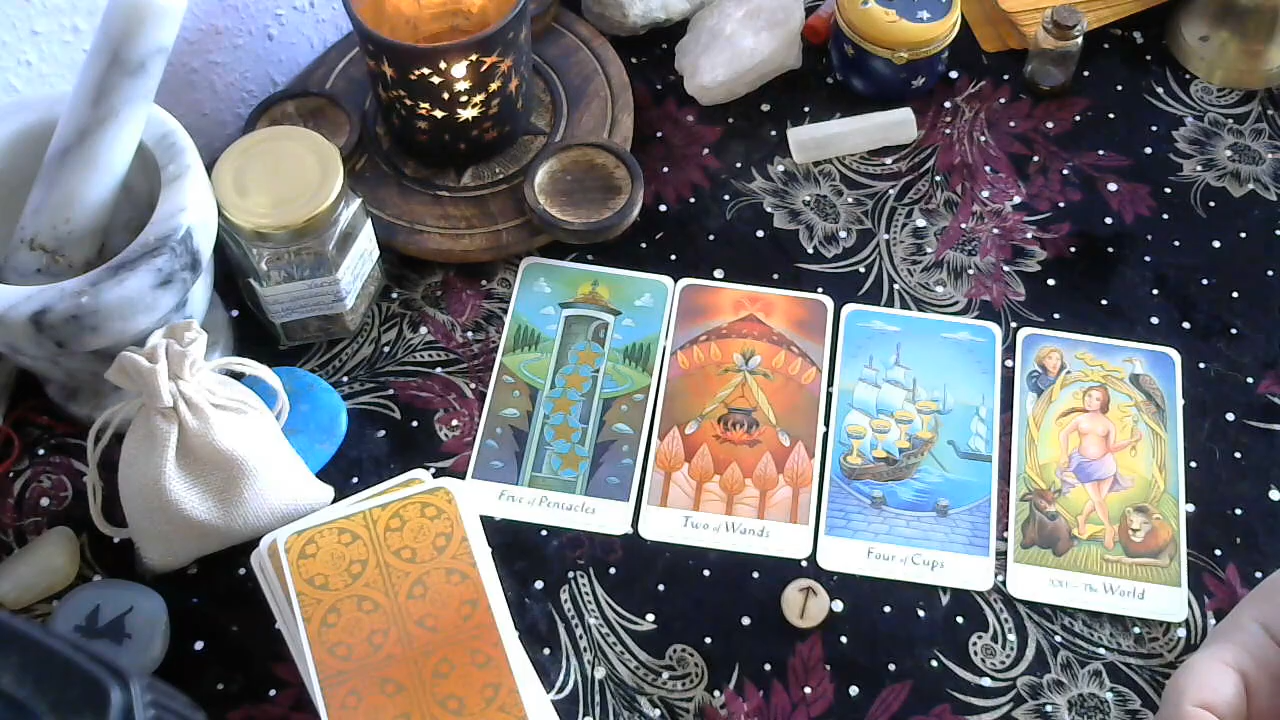 Five of Pentacles
Two of Wands
Four of Cups
XXI - The World